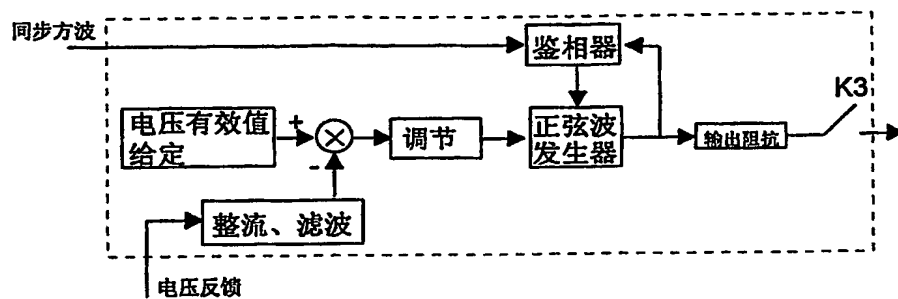 同步方波
鉴相器
K3
电压有效值
给定
+
-
调节
正弦波
发生器
输出阻抗
整流、滤波
电压反馈